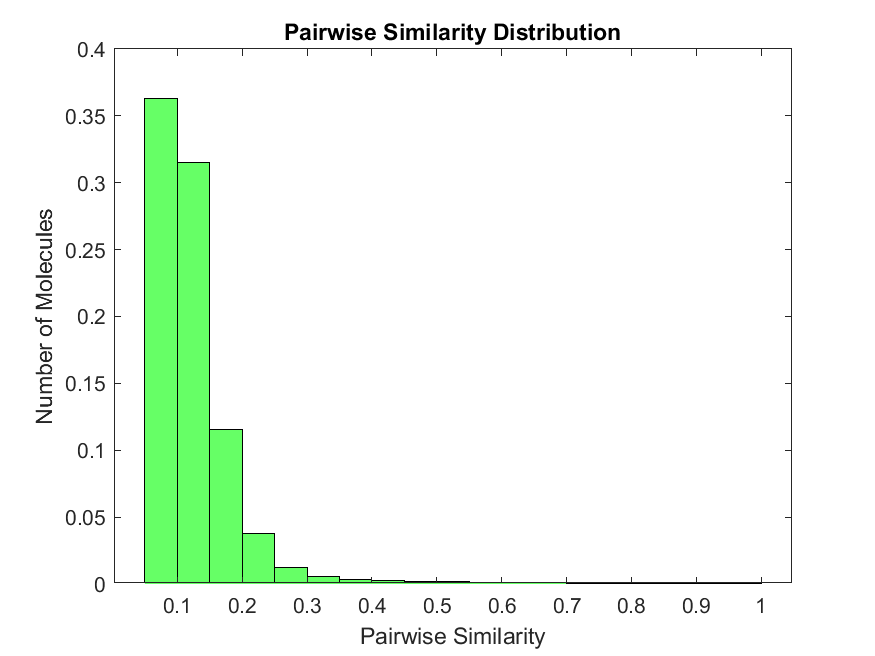 Pairwise Similarity Distribution
0.4
0.35
0.3
0.25
0.2
0.15
0.1
0.05
0
Number of Molecules
0.1 0.2 0.3 0.4 0.5 0.6 0.7 0.8 0.9 1
Pairwise Similarity